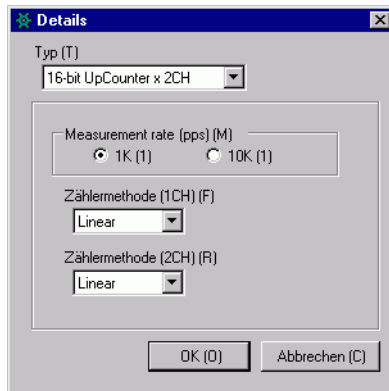 Details
Typ (T)
16-bit UpCounter x 2CH
Measurement rate (pps) (M)
1K (1) 10K (1)
Zählermethode (1CH) (F)
Linear
Zählermethode (2CH) (R)
Linear
OK (O) Abbrechen (C)